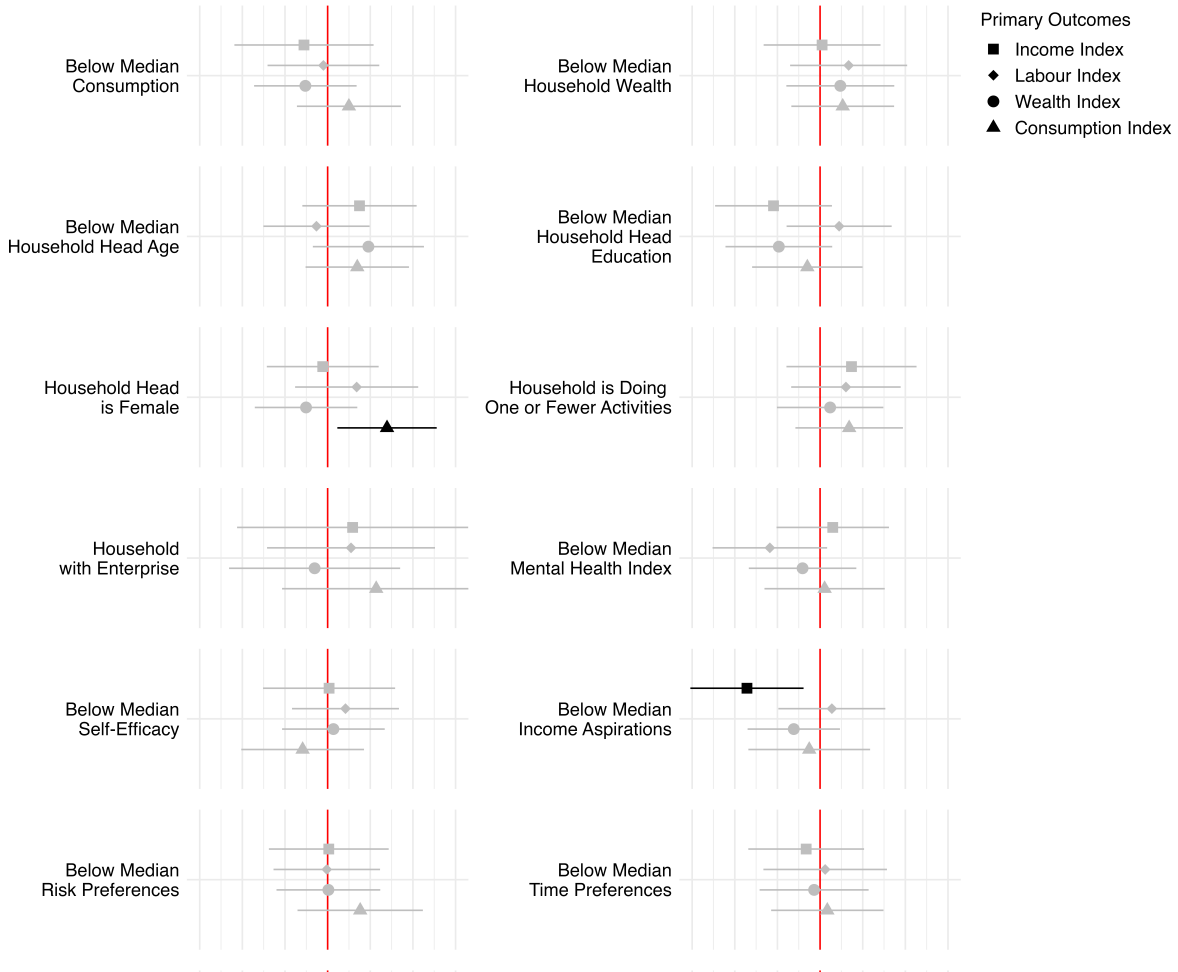 Below Median
Consumption
Below Median
Household Wealth
Primary Outcomes
Income Index
Labour Index
Wealth Index
Consumption Index
Below Median
Household Head Age
Below Median
Household Head
Education
Household Head
is Female
Household is Doing
One or Fewer Activities
Household
with Enterprise
Below Median
Mental Health Index
Below Median
Self-Efficacy
Below Median
Income Aspirations
Below Median
Risk Preferences
Below Median
Time Preferences